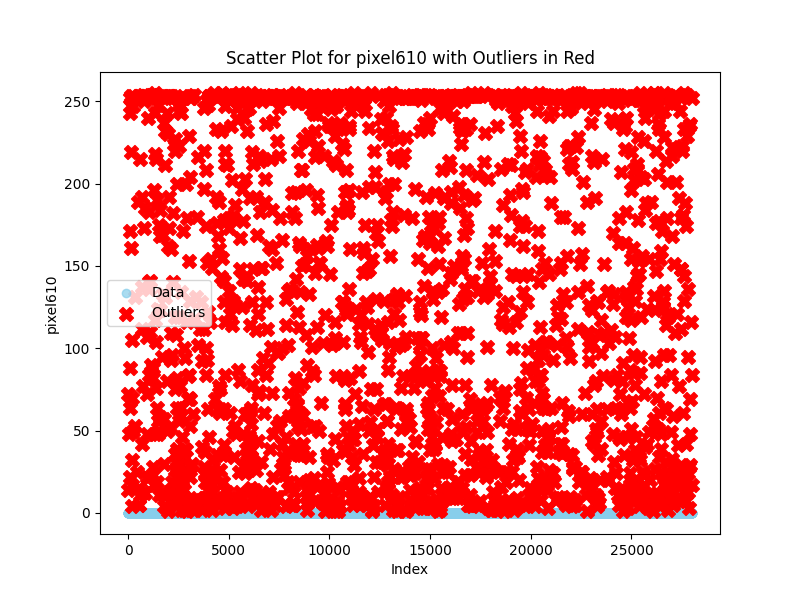 Scatter Plot for pixel610 with Outliers in Red
250
200
150
100
50
0
pixel610
Data
Outliers
0 5000 10000 15000 20000 25000
Index